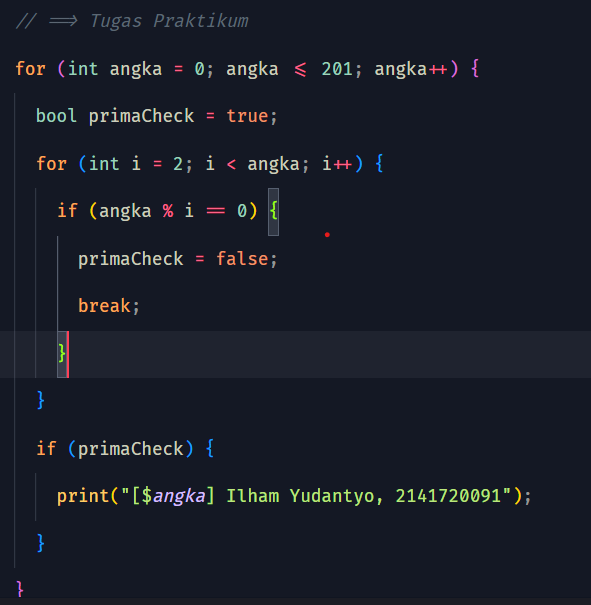 // ==> Tugas Praktikum
for (int angka = 0; angka <= 201; angka++) {
bool primaCheck = true;
for (int i = 2; i < angka; i++) {
if (angka % i == 0) {
primaCheck = false;
break;
}
}
if (primaCheck) {
print("[$angka] Ilham Yudantyo, 2141720091");
}
}